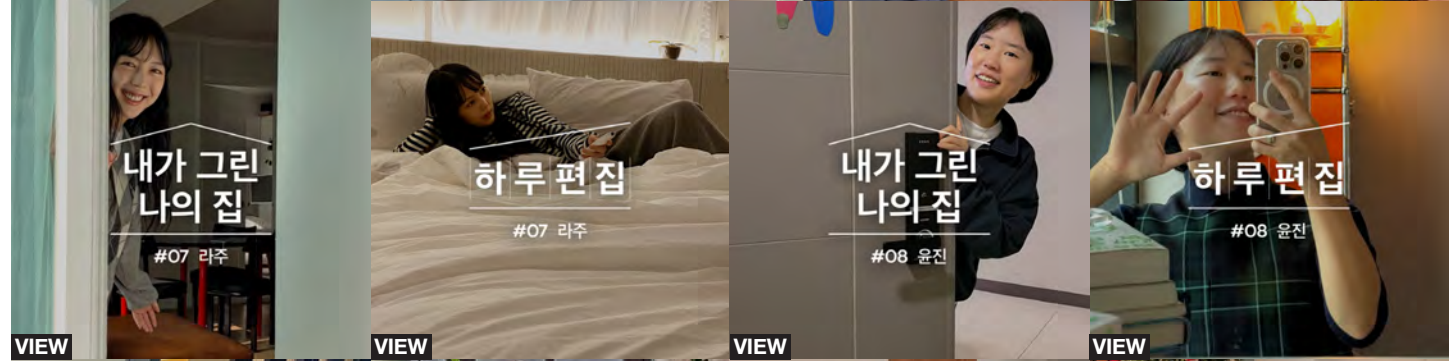 내가 그린
나의 집
#07 라주
VIEW
하루편집
#07 라주
VIEW
내가 그린
나의 집
#08 윤진
VIEW
하루편집
#08 윤진
VIEW